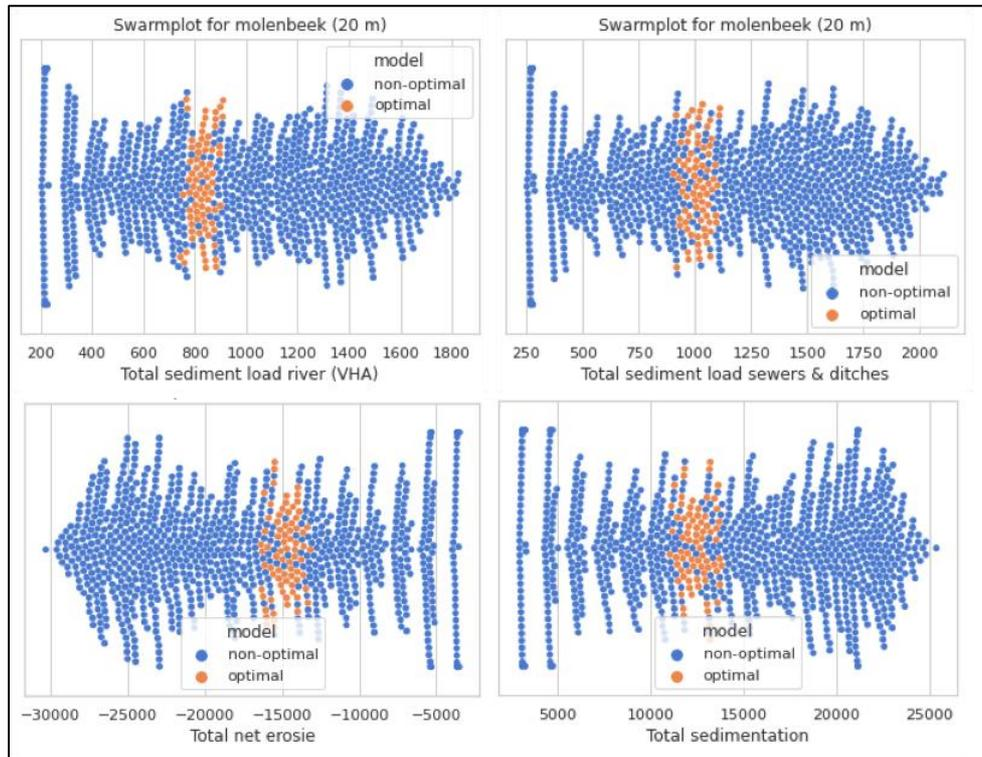 Swarmplot for molenbeek (20 m)
model
non-optimal
optimal
200 400 600 800 1000 1200 1400 1600 1800
Total sediment load river (VHA)
Swarmplot for molenbeek (20 m)
model
non-optimal
optimal
250 500 750 1000 1250 1500 1750 2000
Total sediment load sewers & ditches
model
non-optimal
optimal
−30000 −25000 −20000 −15000 −10000 −5000
Total net erosie
model
non-optimal
optimal
5000 10000 15000 20000 25000
Total sedimentation